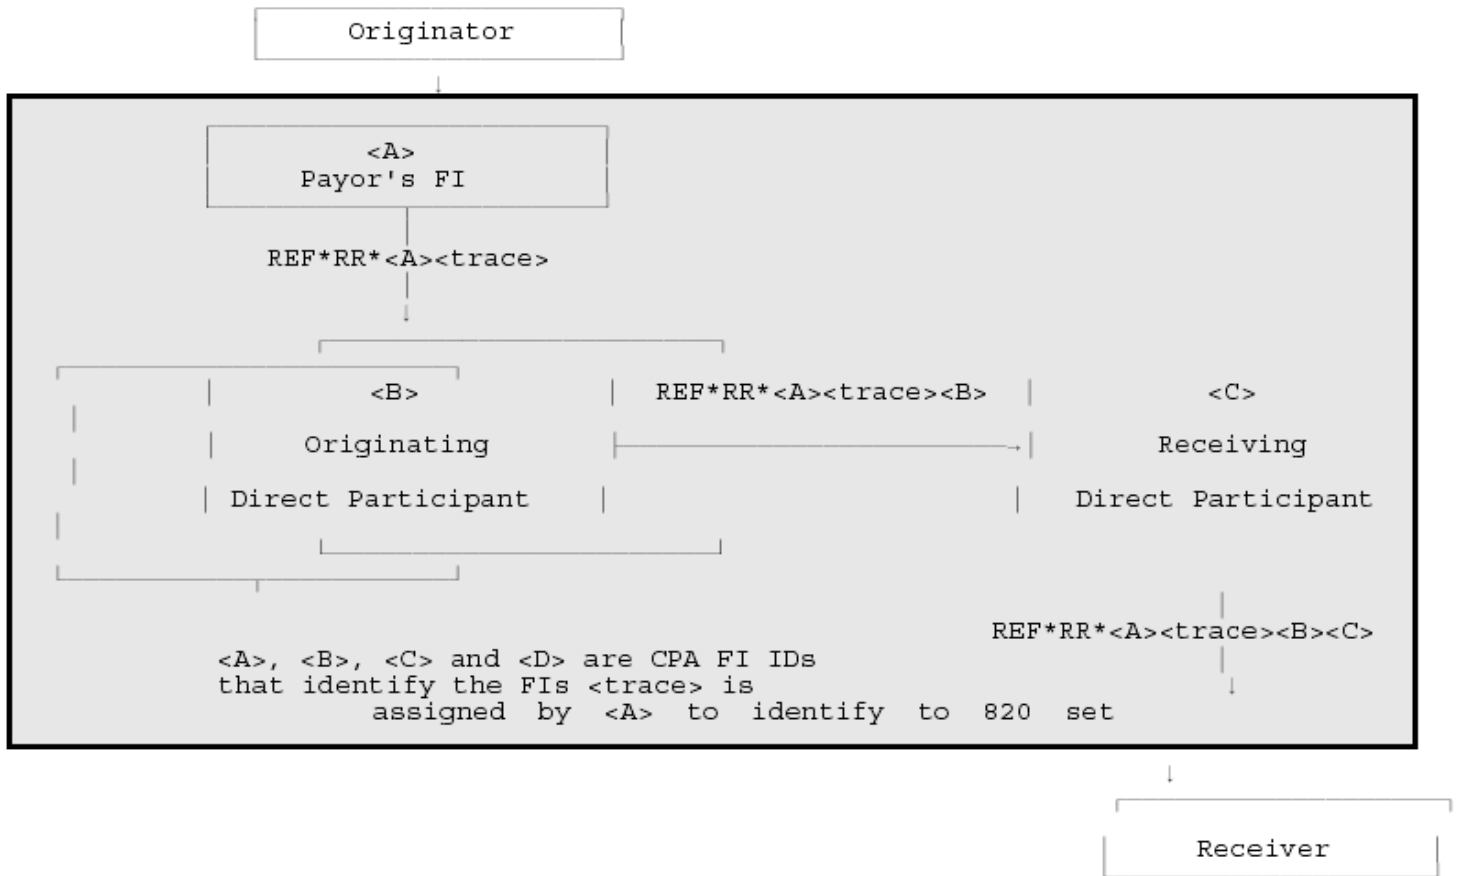 Originator
<A>
Payor's FI
REF*RR*<A><trace>
<B> REF*RR*<A><trace><B> <C>
Originating Receiving
Direct Participant Direct Participant
REF*RR*<A><trace><B><C>
<A>, <B>, <C> and <D> are CPA FI IDs
that identify the FIs <trace> is
assigned by <A> to identify to 820 set
Receiver